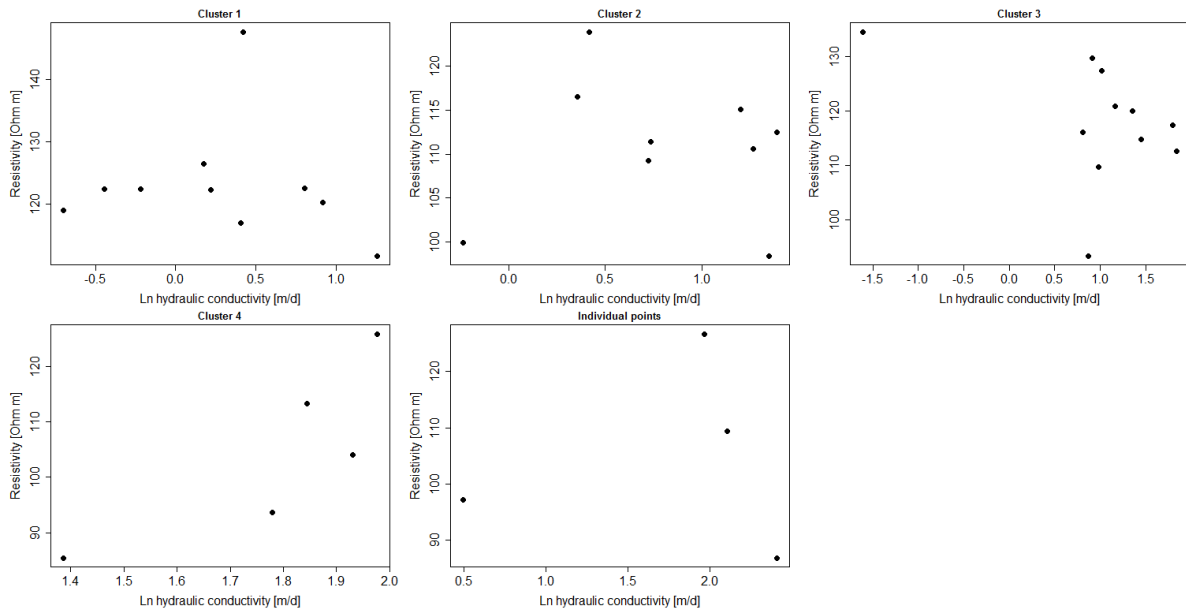 Cluster 1
Resistivity [Ohm m]
140
130
120
-0.5 0.0 0.5 1.0
Ln hydraulic conductivity [m/d]
Cluster 2
Resistivity [Ohm m]
120
115
110
105
100
0.0 0.5 1.0
Ln hydraulic conductivity [m/d]
Cluster 3
Resistivity [Ohm m]
130
120
110
100
-1.5 -1.0 -0.5 0.0 0.5 1.0 1.5
Ln hydraulic conductivity [m/d]
Cluster 4
Resistivity [Ohm m]
120
110
100
90
1.4 1.5 1.6 1.7 1.8 1.9 2.0
Ln hydraulic conductivity [m/d]
Individual points
Resistivity [Ohm m]
120
110
100
90
0.5 1.0 1.5 2.0
Ln hydraulic conductivity [m/d]